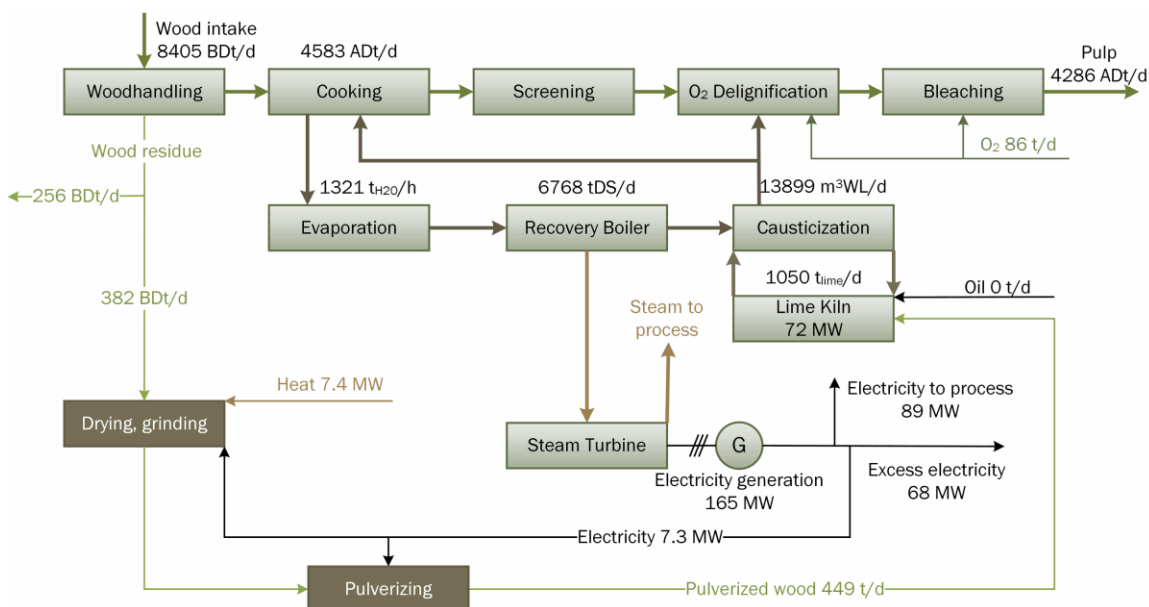 Wood intake
8405 BDt/d
4583 ADt/d
Pulp
4286 ADt/d
Woodhandling
Cooking
Screening
O₂ Delignification
Bleaching
Wood residue
O₂ 86 t/d
256 BDt/d
1321 tH20/h
6768 tDS/d
13899 m³WL/d
Evaporation
Recovery Boiler
Causticization
382 BDt/d
1050 tlime/d
Oil 0 t/d
Lime Kiln
72 MW
Steam to
process
Heat 7.4 MW
Electricity to process
89 MW
Drying, grinding
Steam Turbine
G
Electricity generation
165 MW
Excess electricity
68 MW
Electricity 7.3 MW
Pulverizing
Pulverized wood 449 t/d